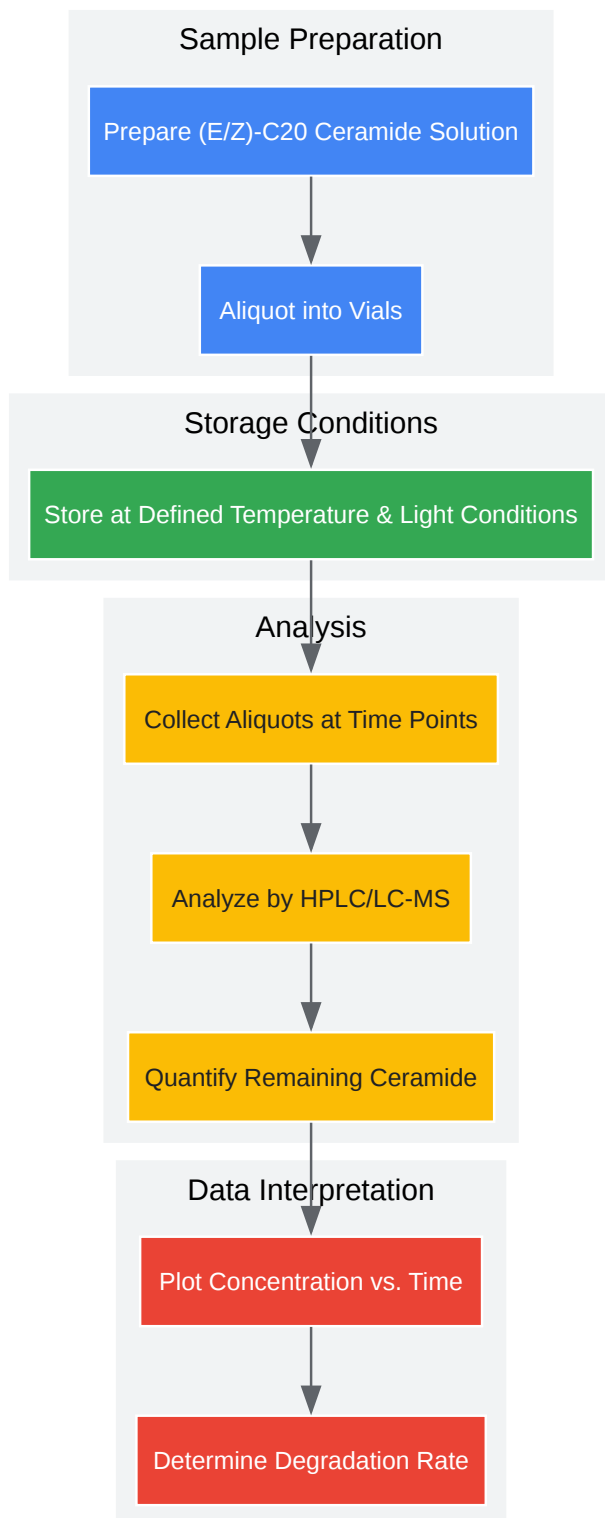 Sample Preparation
Prepare (E/Z)-C20 Ceramide Solution
Aliquot into Vials
Storage Conditions
Store at Defined Temperature & Light Conditions
Analysis
Collect Aliquots at Time Points
Analyze by HPLC/LC-MS
Quantify Remaining Ceramide
Data Interpretation
Plot Concentration vs. Time
Determine Degradation Rate